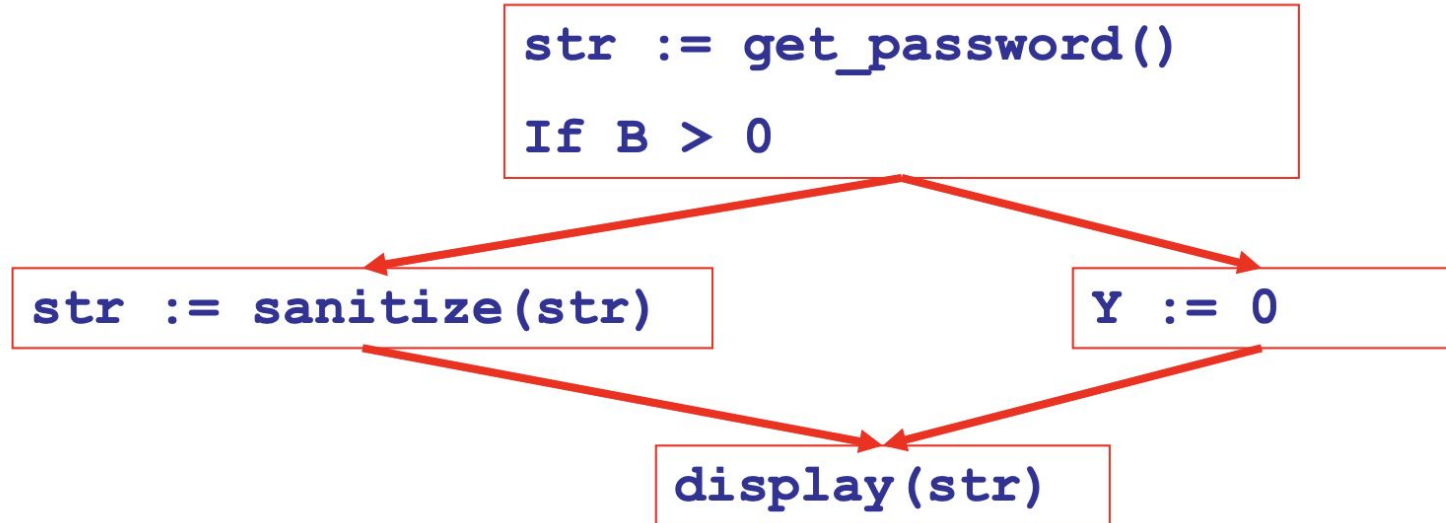 str := get_password()
If B > 0
str := sanitize(str)
Y := 0
display(str)